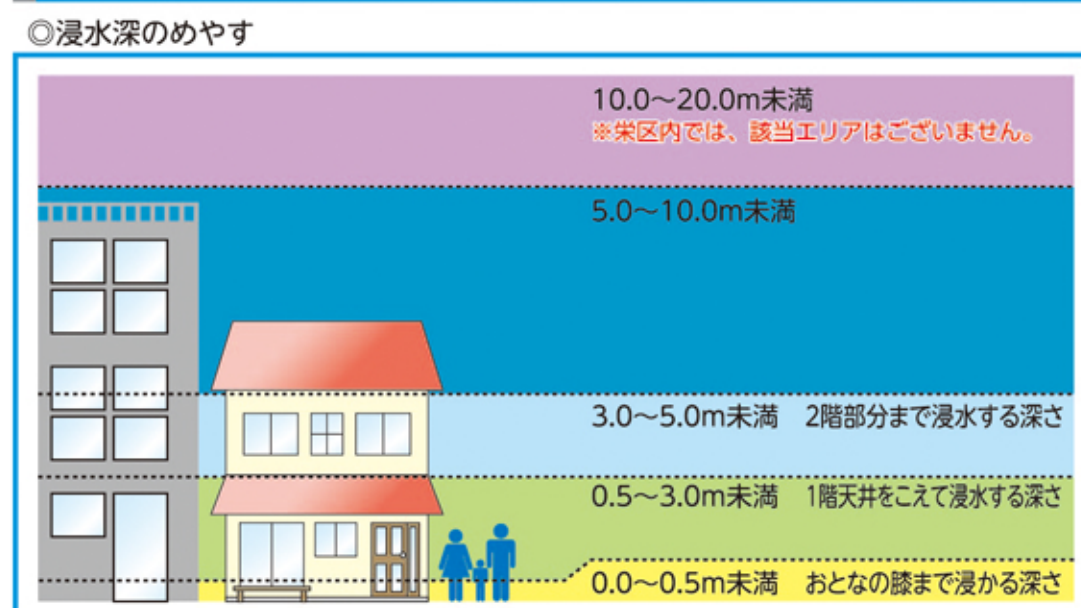 ◎浸水深のめやす
10.0～20.0m未満
※栄区内では、該当エリアはございません。
5.0～10.0m未満
3.0～5.0m未満　2階部分まで浸水する深さ
0.5～3.0m未満　1階天井をこえて浸水する深さ
0.0～0.5m未満　おとなの膝まで浸かる深さ